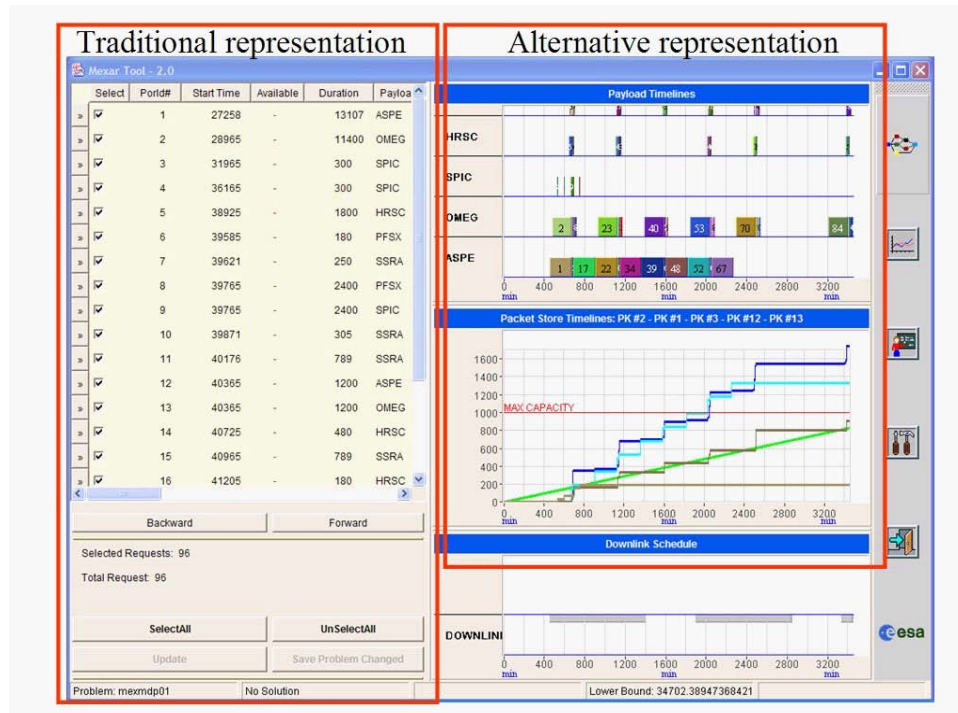 Traditional representation
Alternative representation
Mexar Tool - 2.0
Select PorId# Start Time Available Duration Payloa
» 1 27258 - 13107 ASPE
» 2 28965 - 11400 OMEG
» 3 31965 - 300 SPIC
» 4 36165 - 300 SPIC
» 5 38925 - 1800 HRSC
» 6 39585 - 180 PFSX
» 7 39621 - 250 SSRA
» 8 39765 - 2400 PFSX
» 9 39765 - 2400 SPIC
» 10 39871 - 305 SSRA
» 11 40176 - 789 SSRA
» 12 40365 - 1200 ASPE
» 13 40365 - 1200 OMEG
» 14 40725 - 480 HRSC
» 15 40965 - 789 SSRA
» 16 41205 - 180 HRSC
Backward Forward
Selected Requests: 96
Total Request: 96
SelectAll UnSelectAll
Update Save Problem Changed
Payload Timelines
HRSC
SPIC
OMEG
2 23 40 53 70 84
ASPE
1 17 22 34 39 48 52 67
0 400 800 1200 1600 2000 2400 2800 3200
min min min
Packet Store Timelines: PK #2 - PK #1 - PK #3 - PK #12 - PK #13
1600
1400
1200
1000 MAX CAPACITY
800
600
400
200
0
0 400 800 1200 1600 2000 2400 2800 3200
min min min
Downlink Schedule
DOWNLIN
0 400 800 1200 1600 2000 2400 2800 3200
min min min
esa
Problem: mexmdp01 No Solution Lower Bound: 34702.38947368421